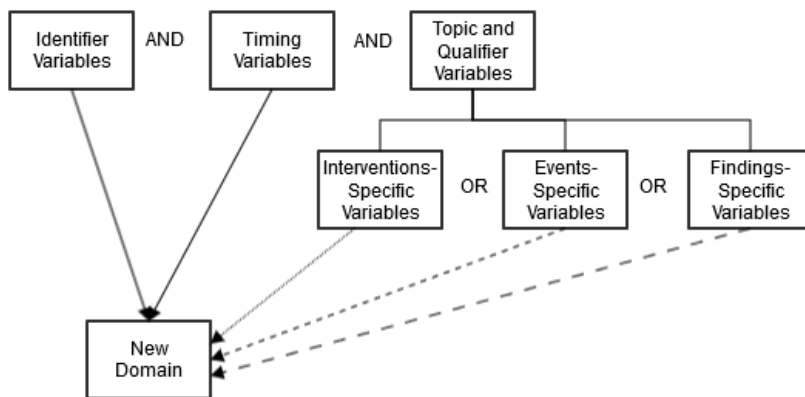 Identifier
Variables
AND
Timing
Variables
AND
Topic and
Qualifier
Variables
Interventions-
Specific
Variables
OR
Events-
Specific
Variables
OR
Findings-
Specific
Variables
New
Domain